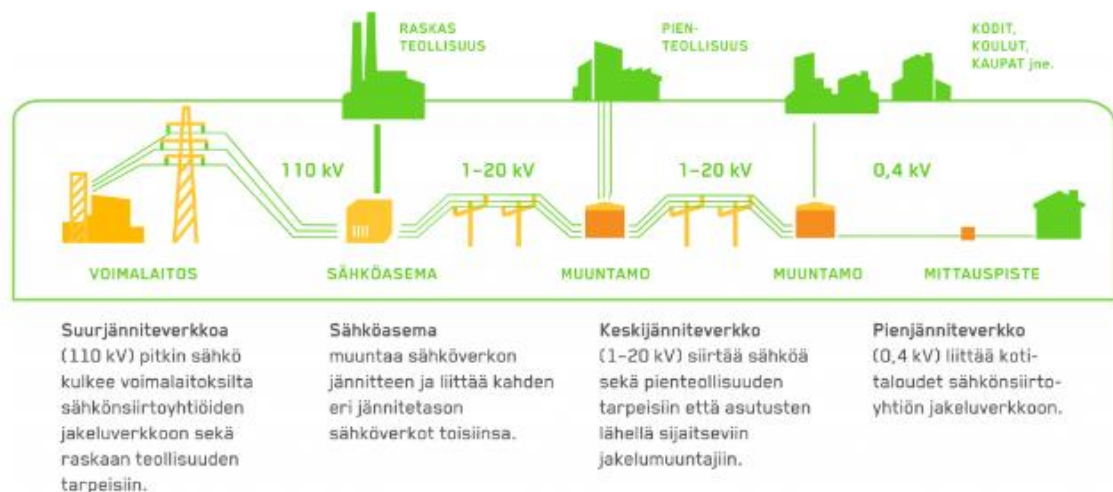 RASKAS
TEOLLISUUS
PIEN-
TEOLLISUUS
KODIT,
KOULUT,
KAUPAT jne.
110 kV
1–20 kV
1–20 kV
0,4 kV
VOIMALAITOS
SÄHKÖASEMA
MUUNTAMO
MUUNTAMO
MITTAUSPISTE
Suurjänniteverkkoa
(110 kV) pitkin sähkö
kulkee voimalaitoksilta
sähkönsiirtoyhtiöiden
jakeluverkkoon sekä
raskaan teollisuuden
tarpeisiin.
Sähköasema
muuntaa sähköverkon
jännitteen ja liittää kahden
eri jännitetason
sähköverkot toisiinsa.
Keskijänniteverkko
(1–20 kV) siirtää sähköä
sekä pienteollisuuden
tarpeisiin että asutusten
lähellä sijaitseviin
jakelumuuntajiin.
Pienjänniteverkko
(0,4 kV) liittää koti-
taloudet sähkönsiirto-
yhtiön jakeluverkkoon.